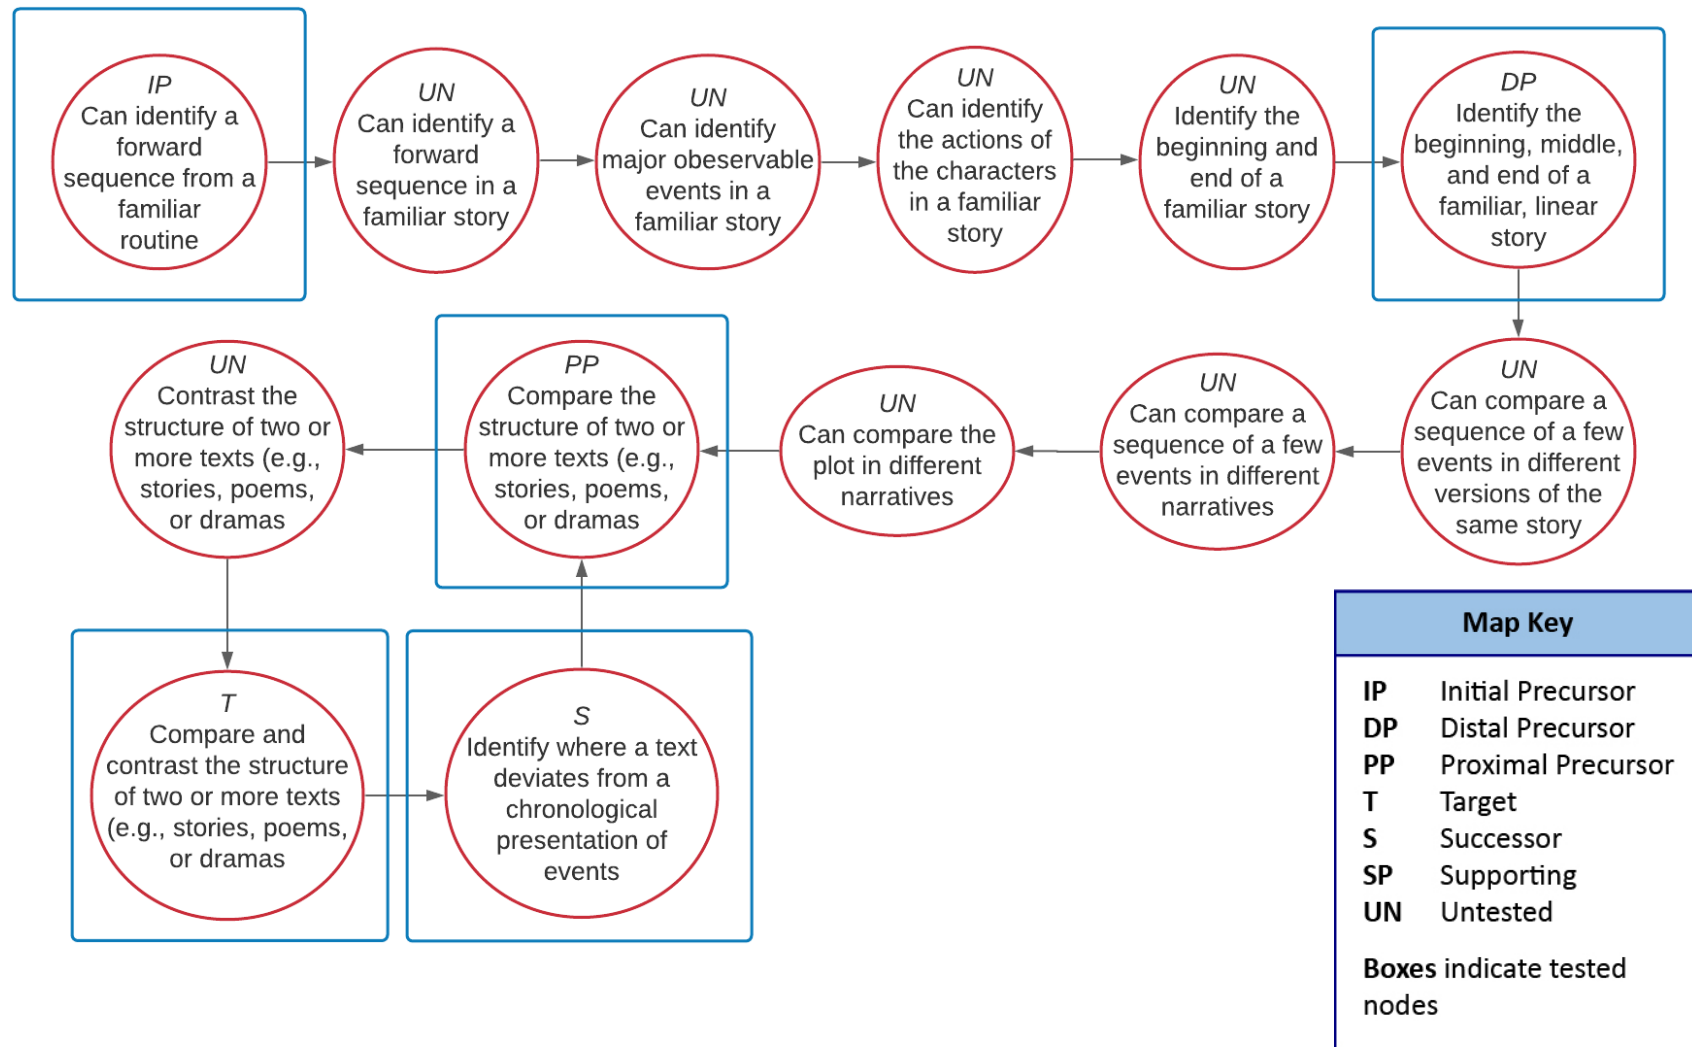 IP
Can identify a
forward
sequence from a
familiar
routine
UN
Can identify a
forward
sequence in a
familiar story
UN
Can identify
major obeservable
events in a
familiar story
UN
Can identify
the actions of
the characters
in a familiar
story
UN
Identify the
beginning and
end of a
familiar story
DP
Identify the
beginning, middle,
and end of a
familiar, linear
story
UN
Can compare a
sequence of a few
events in different
versions of the
same story
UN
Can compare a
sequence of a few
events in different
narratives
UN
Can compare the
plot in different
narratives
PP
Compare the
structure of two or
more texts (e.g.,
stories, poems,
or dramas
UN
Contrast the
structure of two or
more texts (e.g.,
stories, poems,
or dramas
T
Compare and
contrast the structure
of two or more texts
(e.g., stories, poems,
or dramas
S
Identify where a text
deviates from a
chronological
presentation of
events
Map Key
IP Initial Precursor
DP Distal Precursor
PP Proximal Precursor
T Target
S Successor
SP Supporting
UN Untested
Boxes indicate tested
nodes